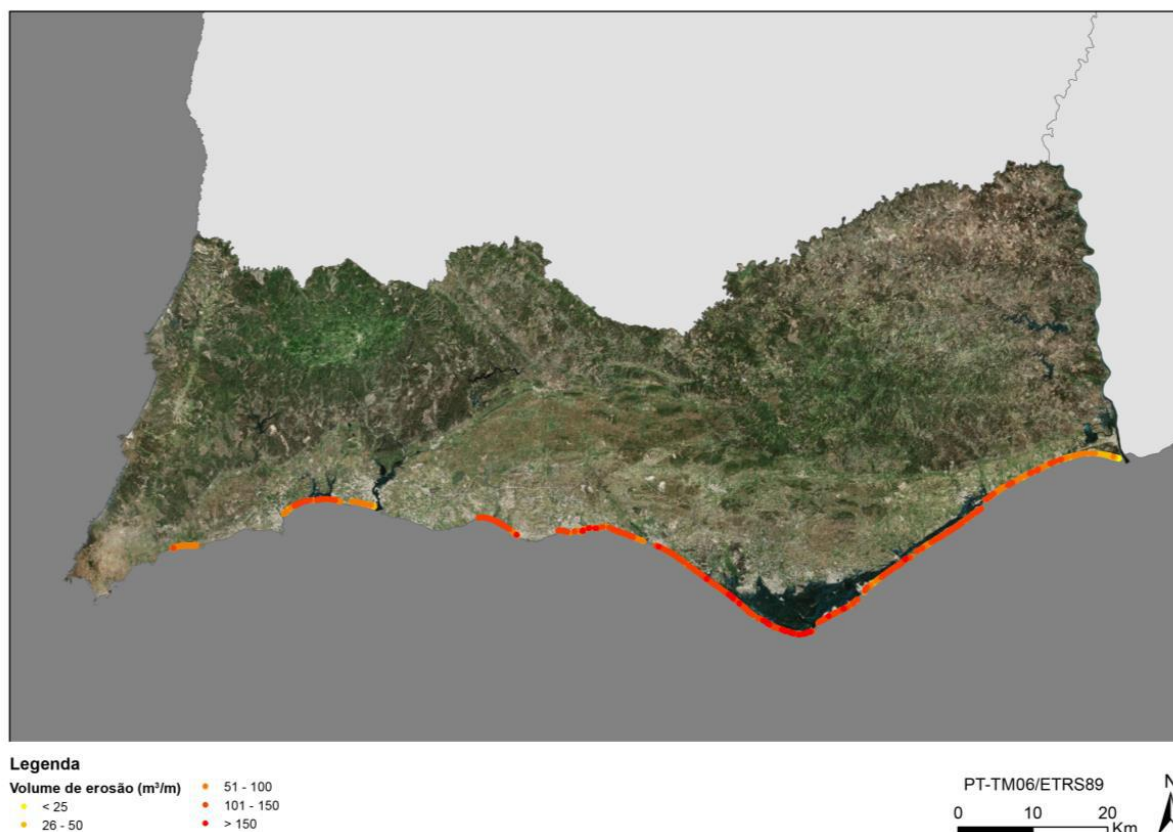 Legenda
Volume de erosão (m³/m)
< 25
26 - 50
51 - 100
101 - 150
> 150
PT-TM06/ETRS89
N
0 10 20
Km